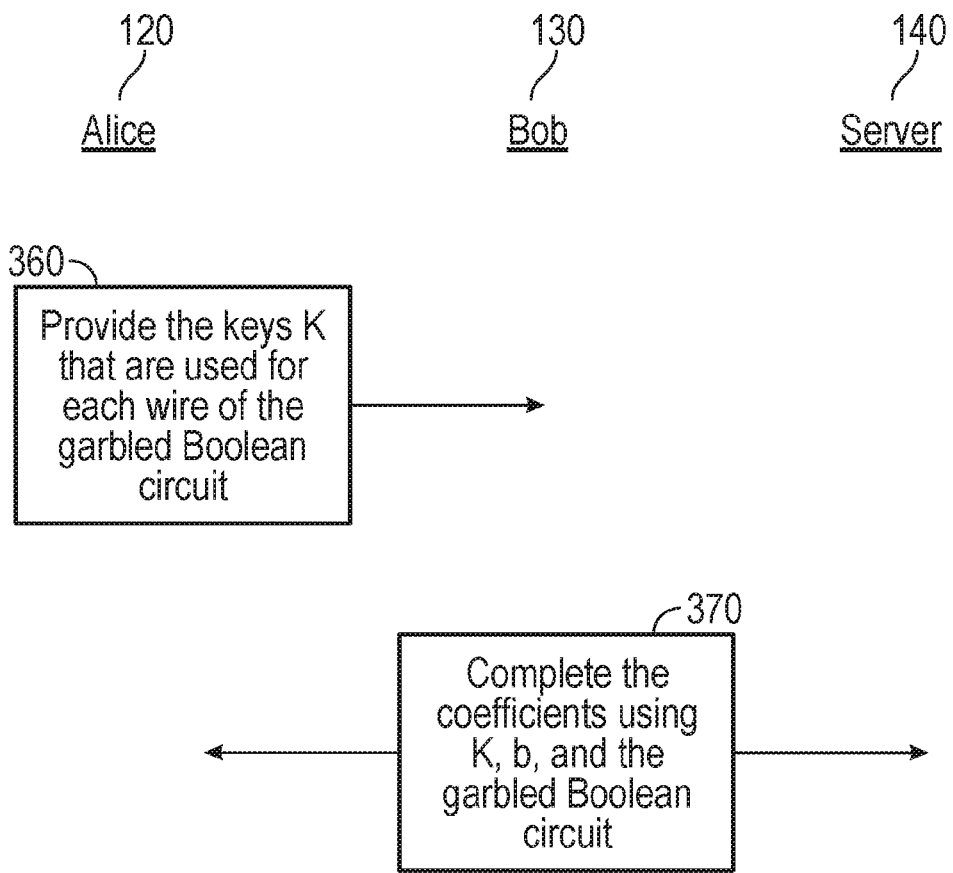 120
130
140
Alice
Bob
Server
360
Provide the keys K
that are used for
each wire of the
garbled Boolean
circuit
370
Complete the
coefficients using
K, b, and the
garbled Boolean
circuit